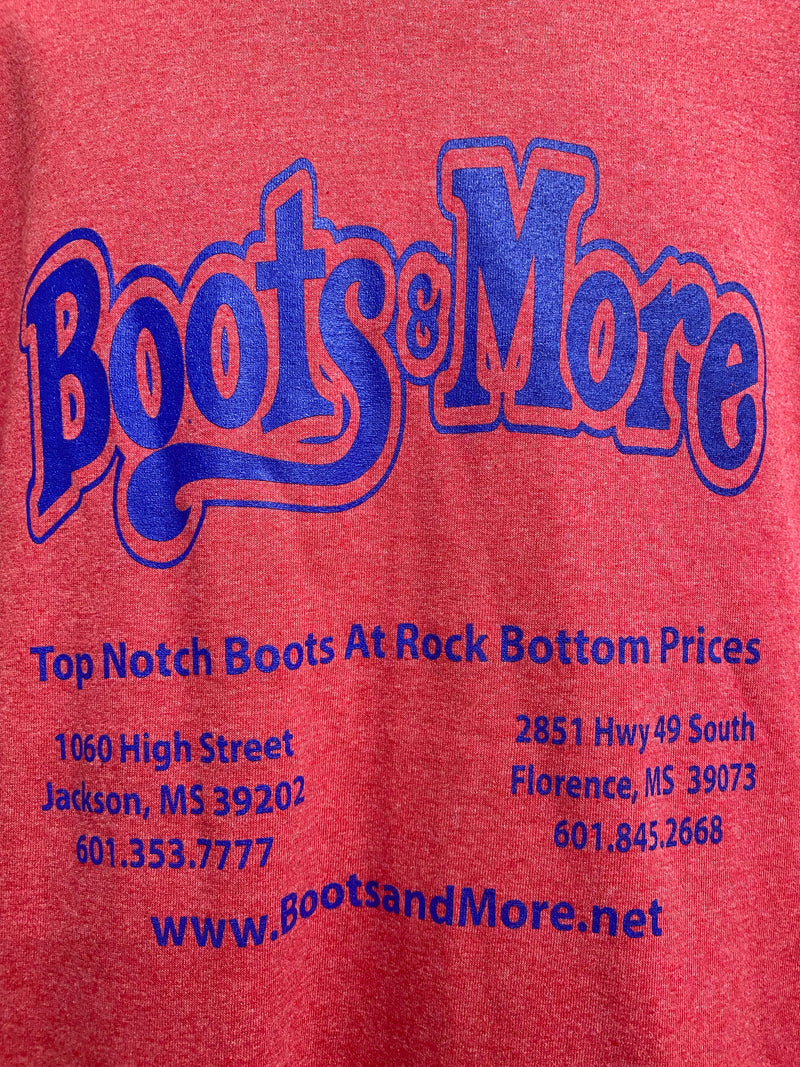 Boots & More
Top Notch Boots At Rock Bottom Prices
1060 High Street
Jackson, MS 39202
601.353.7777
2851 Hwy 49 South
Florence, MS 39073
601.845.2668
www.BootsandMore.net